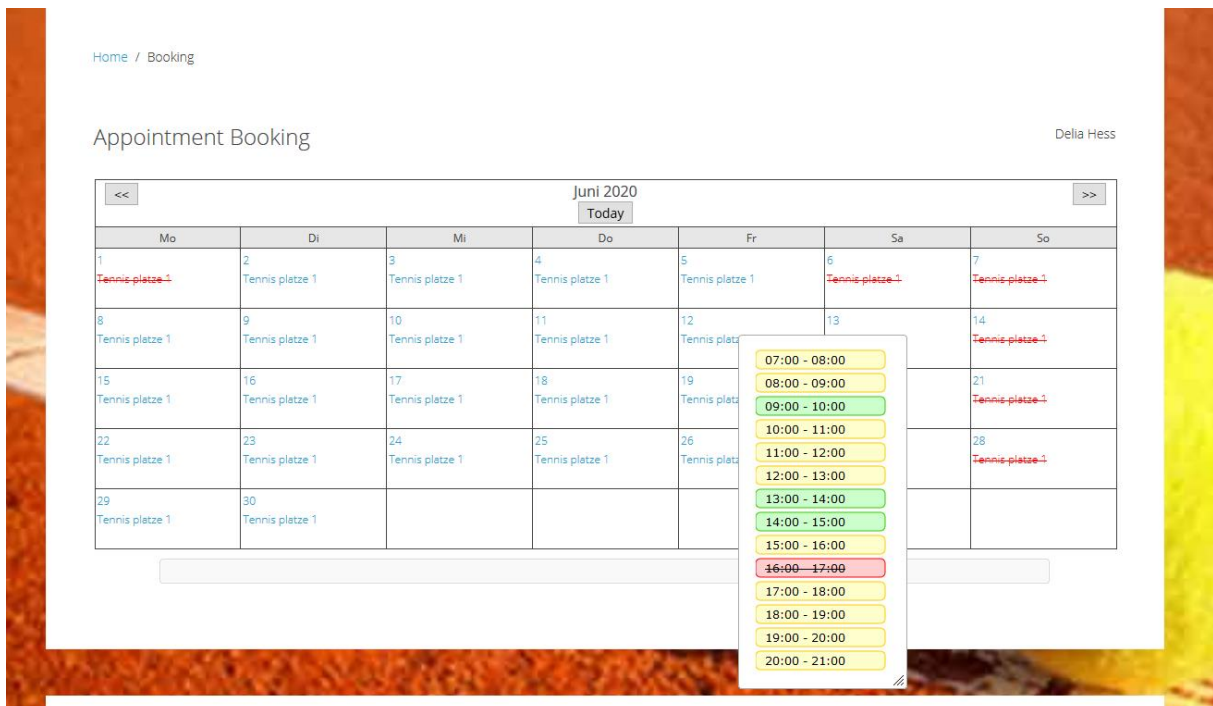 Home / Booking
Appointment Booking
Delia Hess
<<
Juni 2020
>>
Today
Mo Di Mi Do Fr Sa So
1 2 3 4 5 6 7
Tennis platze 1 Tennis platze 1 Tennis platze 1 Tennis platze 1 Tennis platze 1 Tennis platze 1 Tennis platze 1
8 9 10 11 12 13 14
Tennis platze 1 Tennis platze 1 Tennis platze 1 Tennis platze 1 Tennis platz Tennis platze 1
15 16 17 18 19 21
Tennis platze 1 Tennis platze 1 Tennis platze 1 Tennis platze 1 Tennis platz Tennis platze 1
22 23 24 25 26 28
Tennis platze 1 Tennis platze 1 Tennis platze 1 Tennis platze 1 Tennis platz Tennis platze 1
29 30
Tennis platze 1 Tennis platze 1
07:00 - 08:00
08:00 - 09:00
09:00 - 10:00
10:00 - 11:00
11:00 - 12:00
12:00 - 13:00
13:00 - 14:00
14:00 - 15:00
15:00 - 16:00
16:00 - 17:00
17:00 - 18:00
18:00 - 19:00
19:00 - 20:00
20:00 - 21:00